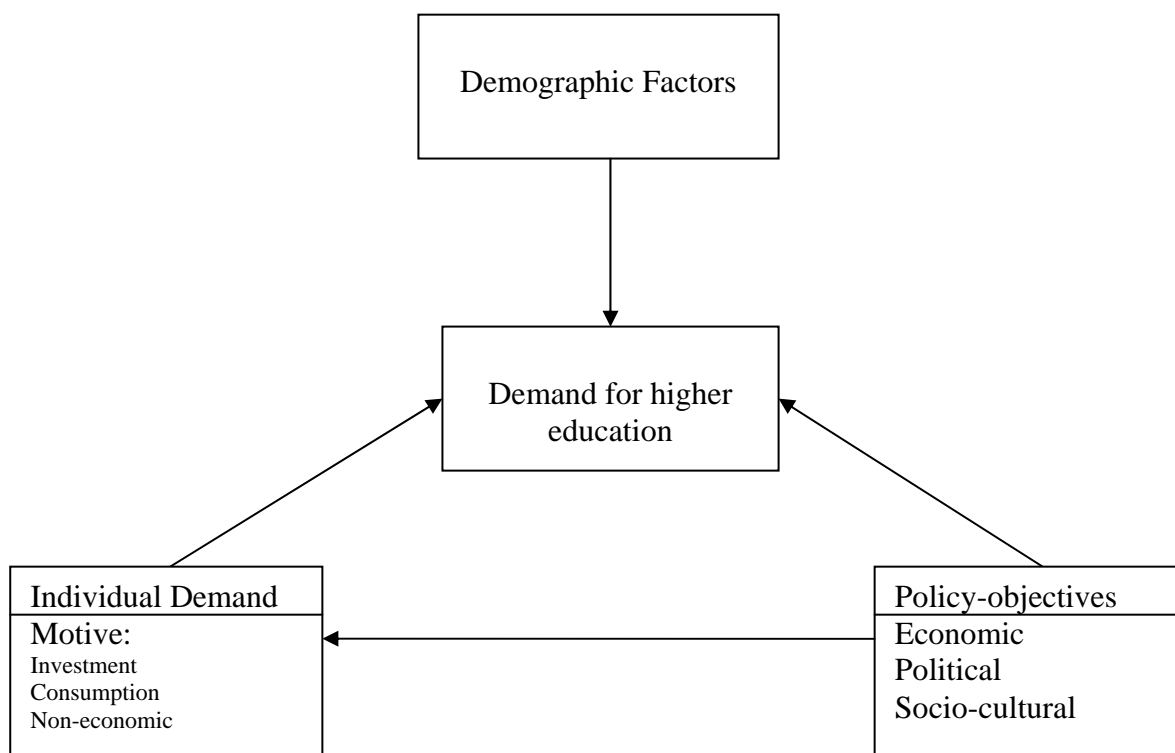 Demographic Factors
Demand for higher
education
Individual Demand
Motive:
Investment
Consumption
Non-economic
Policy-objectives
Economic
Political
Socio-cultural